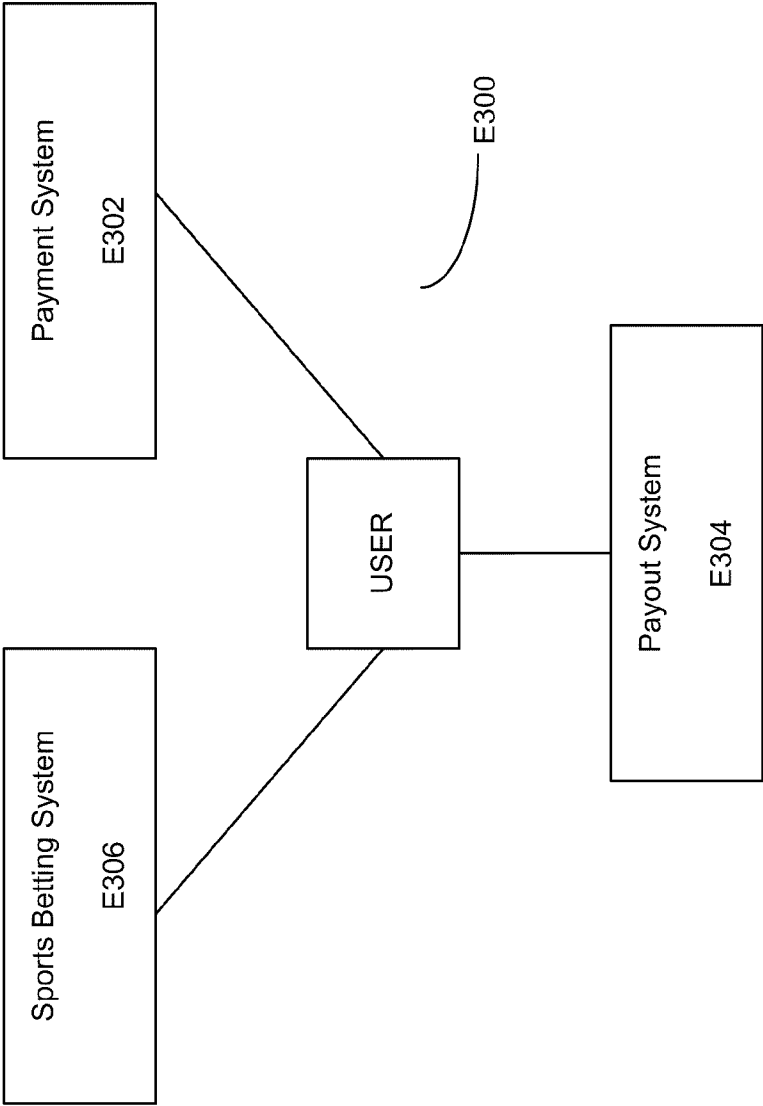 Sports Betting System
E306
Payment System
E302
USER
E300
Payout System
E304